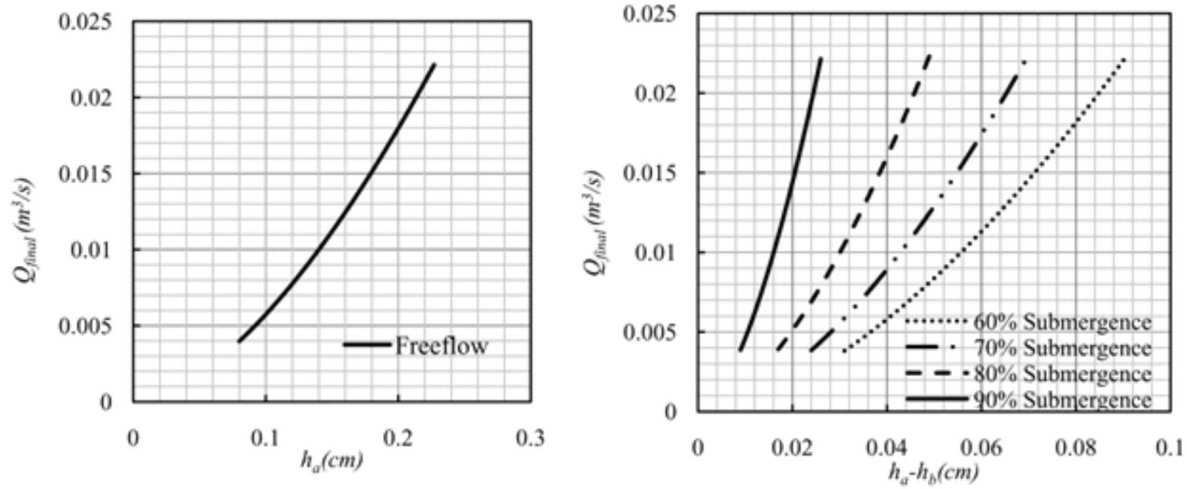 0.025
0.02
0.015
0.01
0.005
0
Q_final (m³/s)
0
0.1
0.2
0.3
h_a(cm)
Freeflow
0.025
0.02
0.015
0.01
0.005
0
Q_final (m³/s)
0
0.02
0.04
0.06
0.08
0.1
h_a-h_b(cm)
60% Submergence
70% Submergence
80% Submergence
90% Submergence